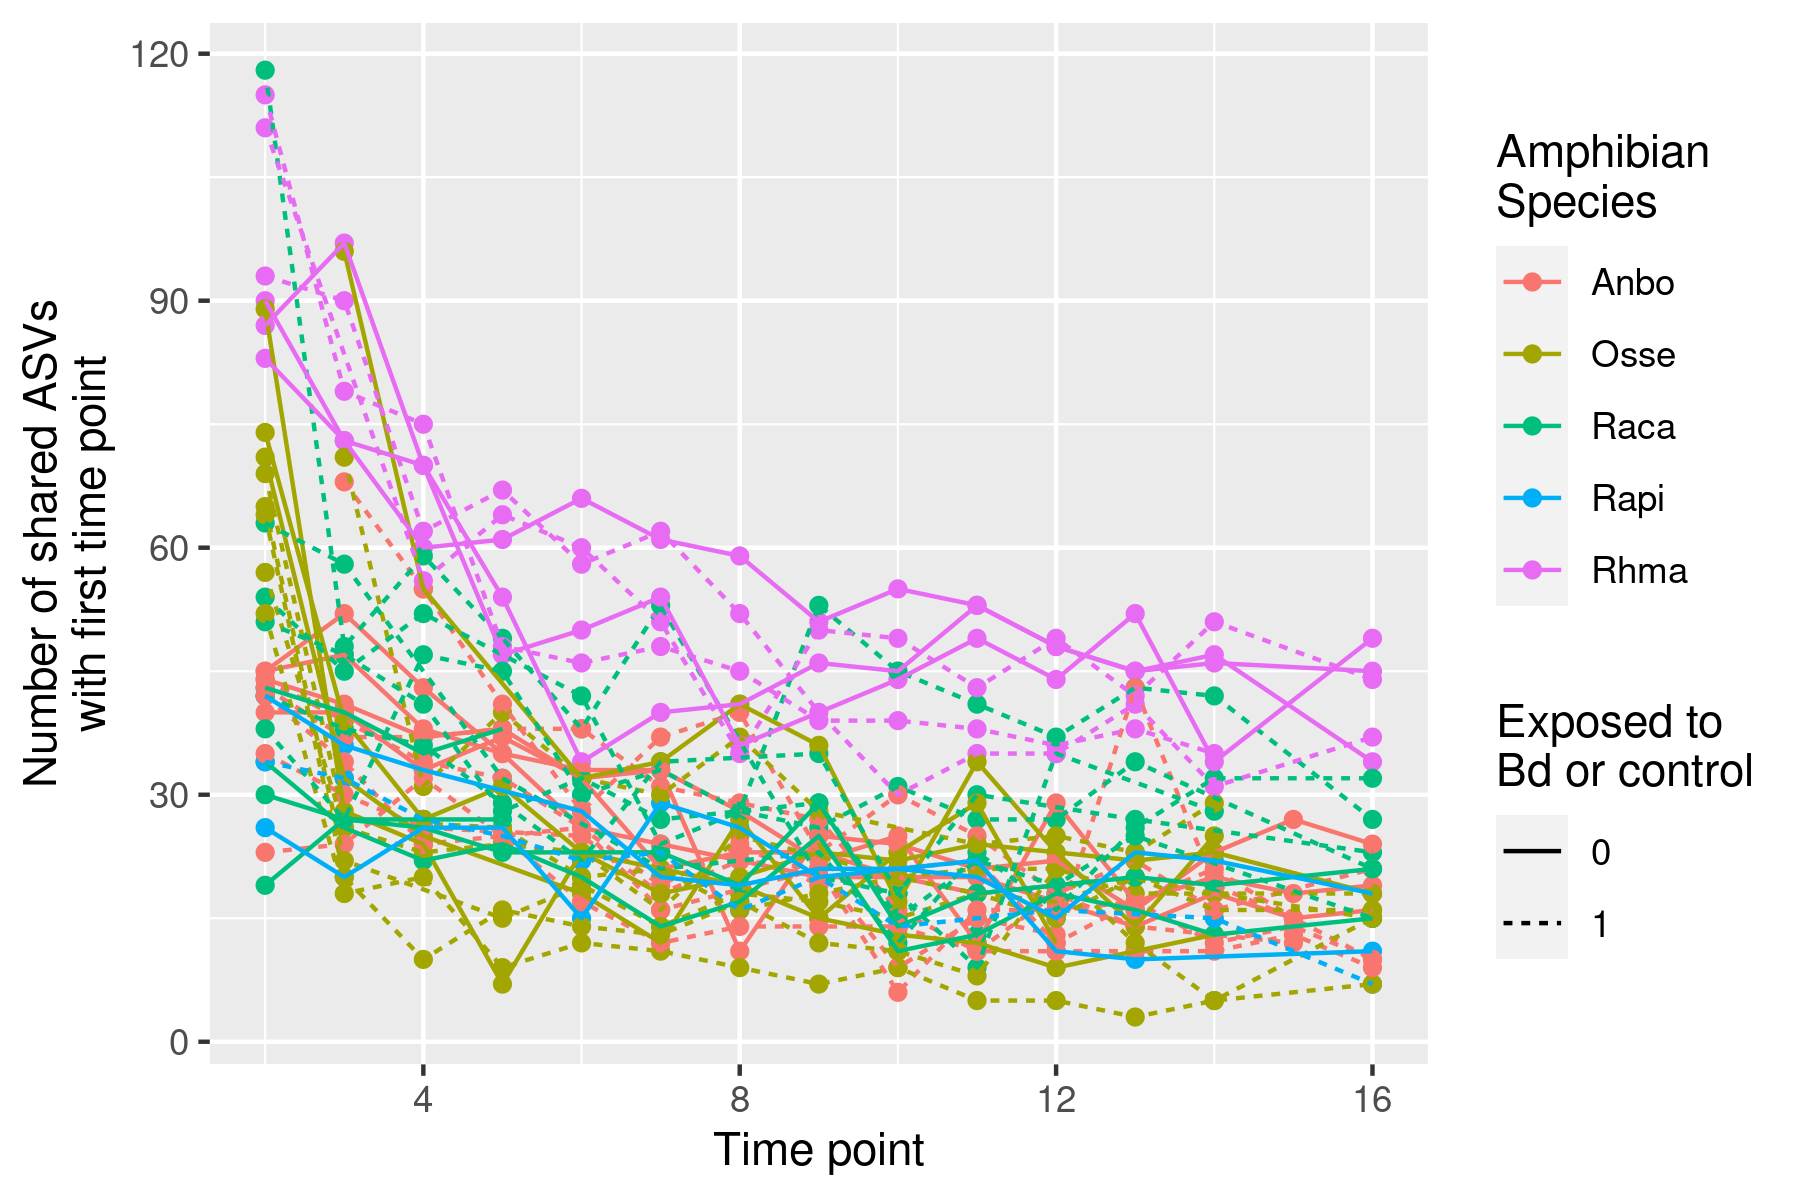 Number of shared ASVs
with first time point
120
90
60
30
0
4
8
12
16
Time point
Amphibian
Species
Anbo
Osse
Raca
Rapi
Rhma
Exposed to
Bd or control
0
1